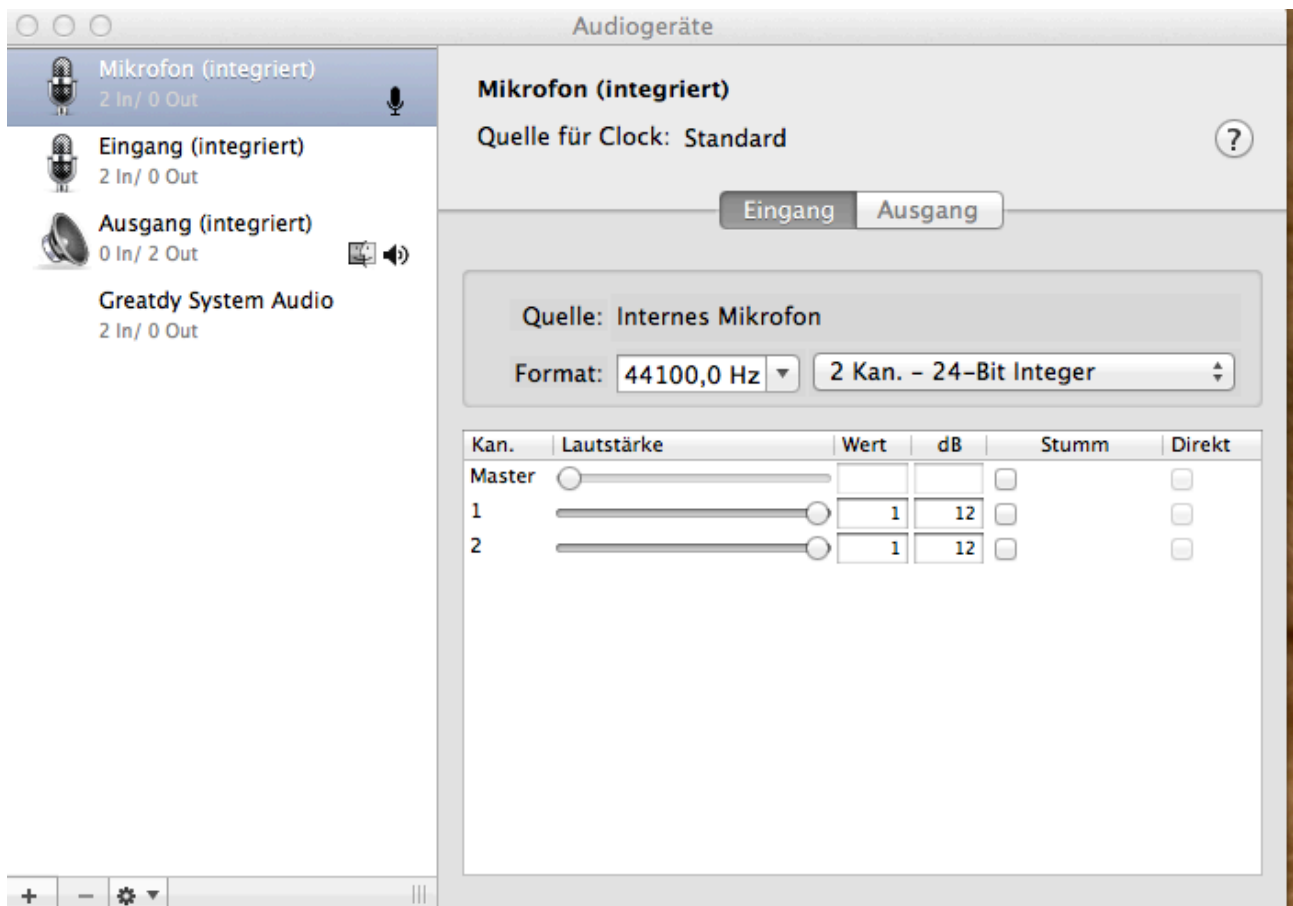 Audiogeräte
Mikrofon (integriert)
2 In/ 0 Out
Eingang (integriert)
2 In/ 0 Out
Ausgang (integriert)
0 In/ 2 Out
Greatdy System Audio
2 In/ 0 Out
+ −
Mikrofon (integriert)
Quelle für Clock: Standard
?
Eingang Ausgang
Quelle: Internes Mikrofon
Format: 44100,0 Hz 2 Kan. – 24-Bit Integer
Kan. Lautstärke Wert dB Stumm Direkt
Master
1 1 12
2 1 12